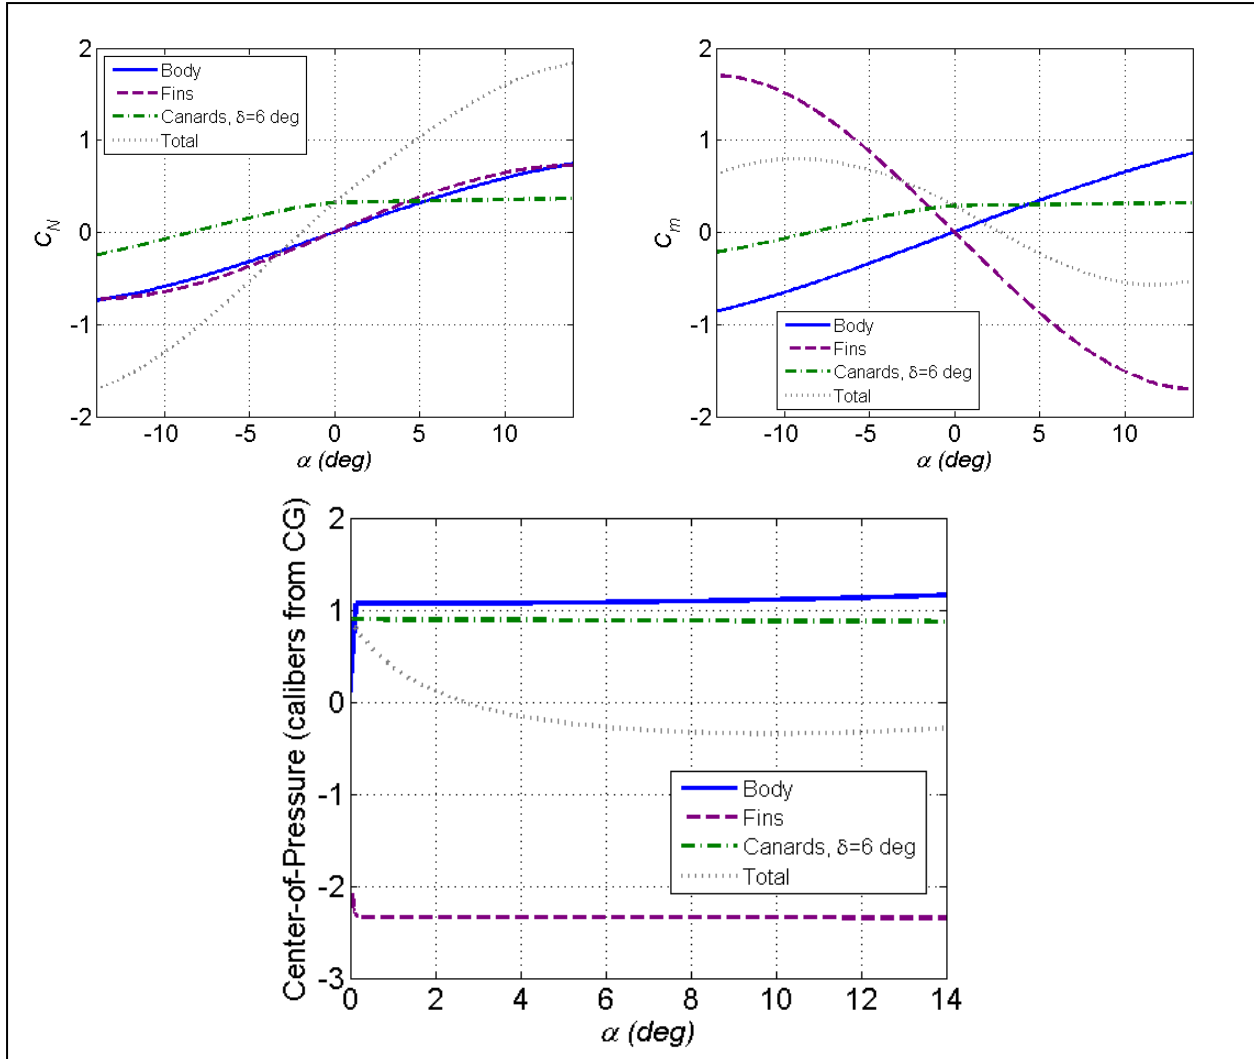 2
1
0
-1
-2
C_N
Body
Fins
Canards, δ=6 deg
Total
-10 -5 0 5 10
α (deg)
2
1
0
-1
-2
C_m
Body
Fins
Canards, δ=6 deg
Total
-10 -5 0 5 10
α (deg)
Center-of-Pressure (calibers from CG)
2
1
0
-1
-2
-3
Body
Fins
Canards, δ=6 deg
Total
0 2 4 6 8 10 12 14
α (deg)